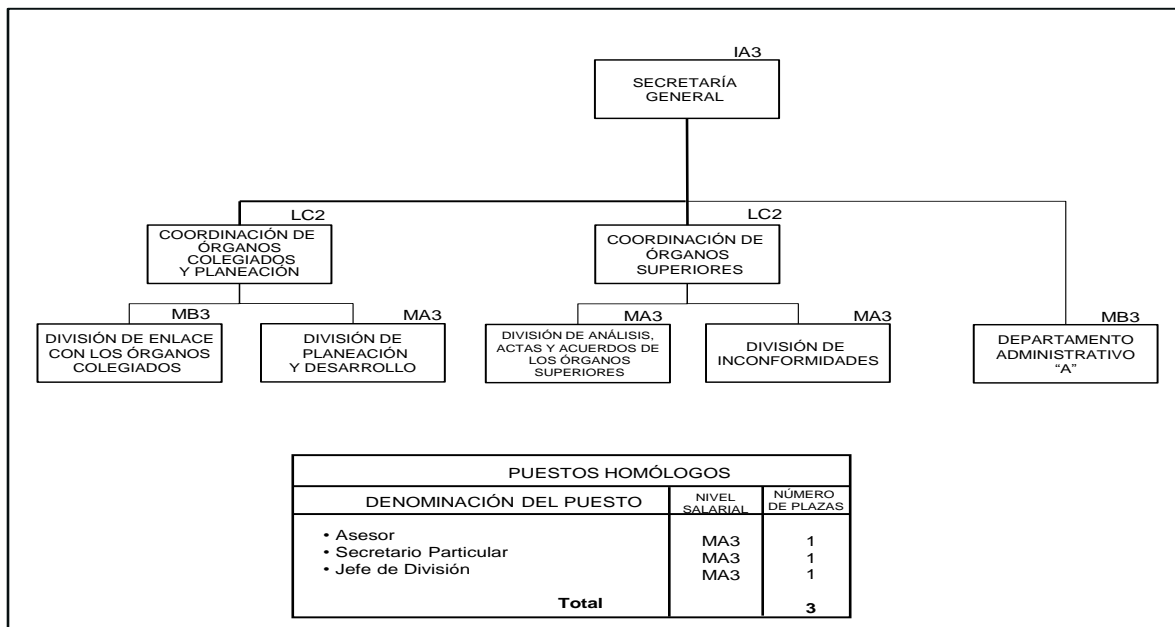 IA3
SECRETARÍA
GENERAL
LC2
COORDINACIÓN DE
ÓRGANOS
COLEGIADOS
Y PLANEACIÓN
LC2
COORDINACIÓN DE
ÓRGANOS
SUPERIORES
MB3
DIVISIÓN DE ENLACE
CON LOS ÓRGANOS
COLEGIADOS
MA3
DIVISIÓN DE
PLANEACIÓN
Y DESARROLLO
MA3
DIVISIÓN DE ANÁLISIS,
ACTAS Y ACUERDOS DE
LOS ÓRGANOS
SUPERIORES
MA3
DIVISIÓN DE
INCONFORMIDADES
MB3
DEPARTAMENTO
ADMINISTRATIVO
“A”
PUESTOS HOMÓLOGOS
DENOMINACIÓN DEL PUESTO
NIVEL
SALARIAL
NÚMERO
DE PLAZAS
• Asesor MA3 1
• Secretario Particular MA3 1
• Jefe de División MA3 1
Total 3